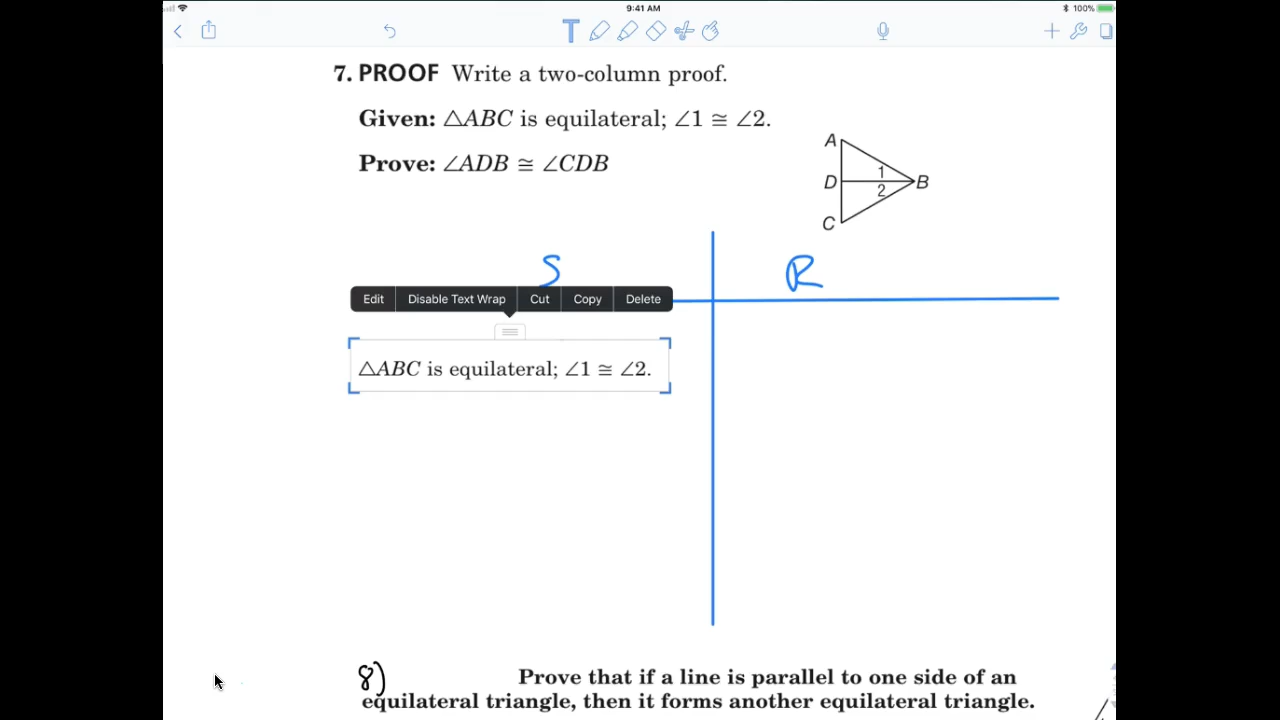 9:41 AM
100%
T
7. PROOF Write a two-column proof.
Given: △ABC is equilateral; ∠1 ≅ ∠2.
Prove: ∠ADB ≅ ∠CDB
A
1
D
B
2
C
S
R
Edit
Disable Text Wrap
Cut
Copy
Delete
△ABC is equilateral; ∠1 ≅ ∠2.
8) Prove that if a line is parallel to one side of an
equilateral triangle, then it forms another equilateral triangle.